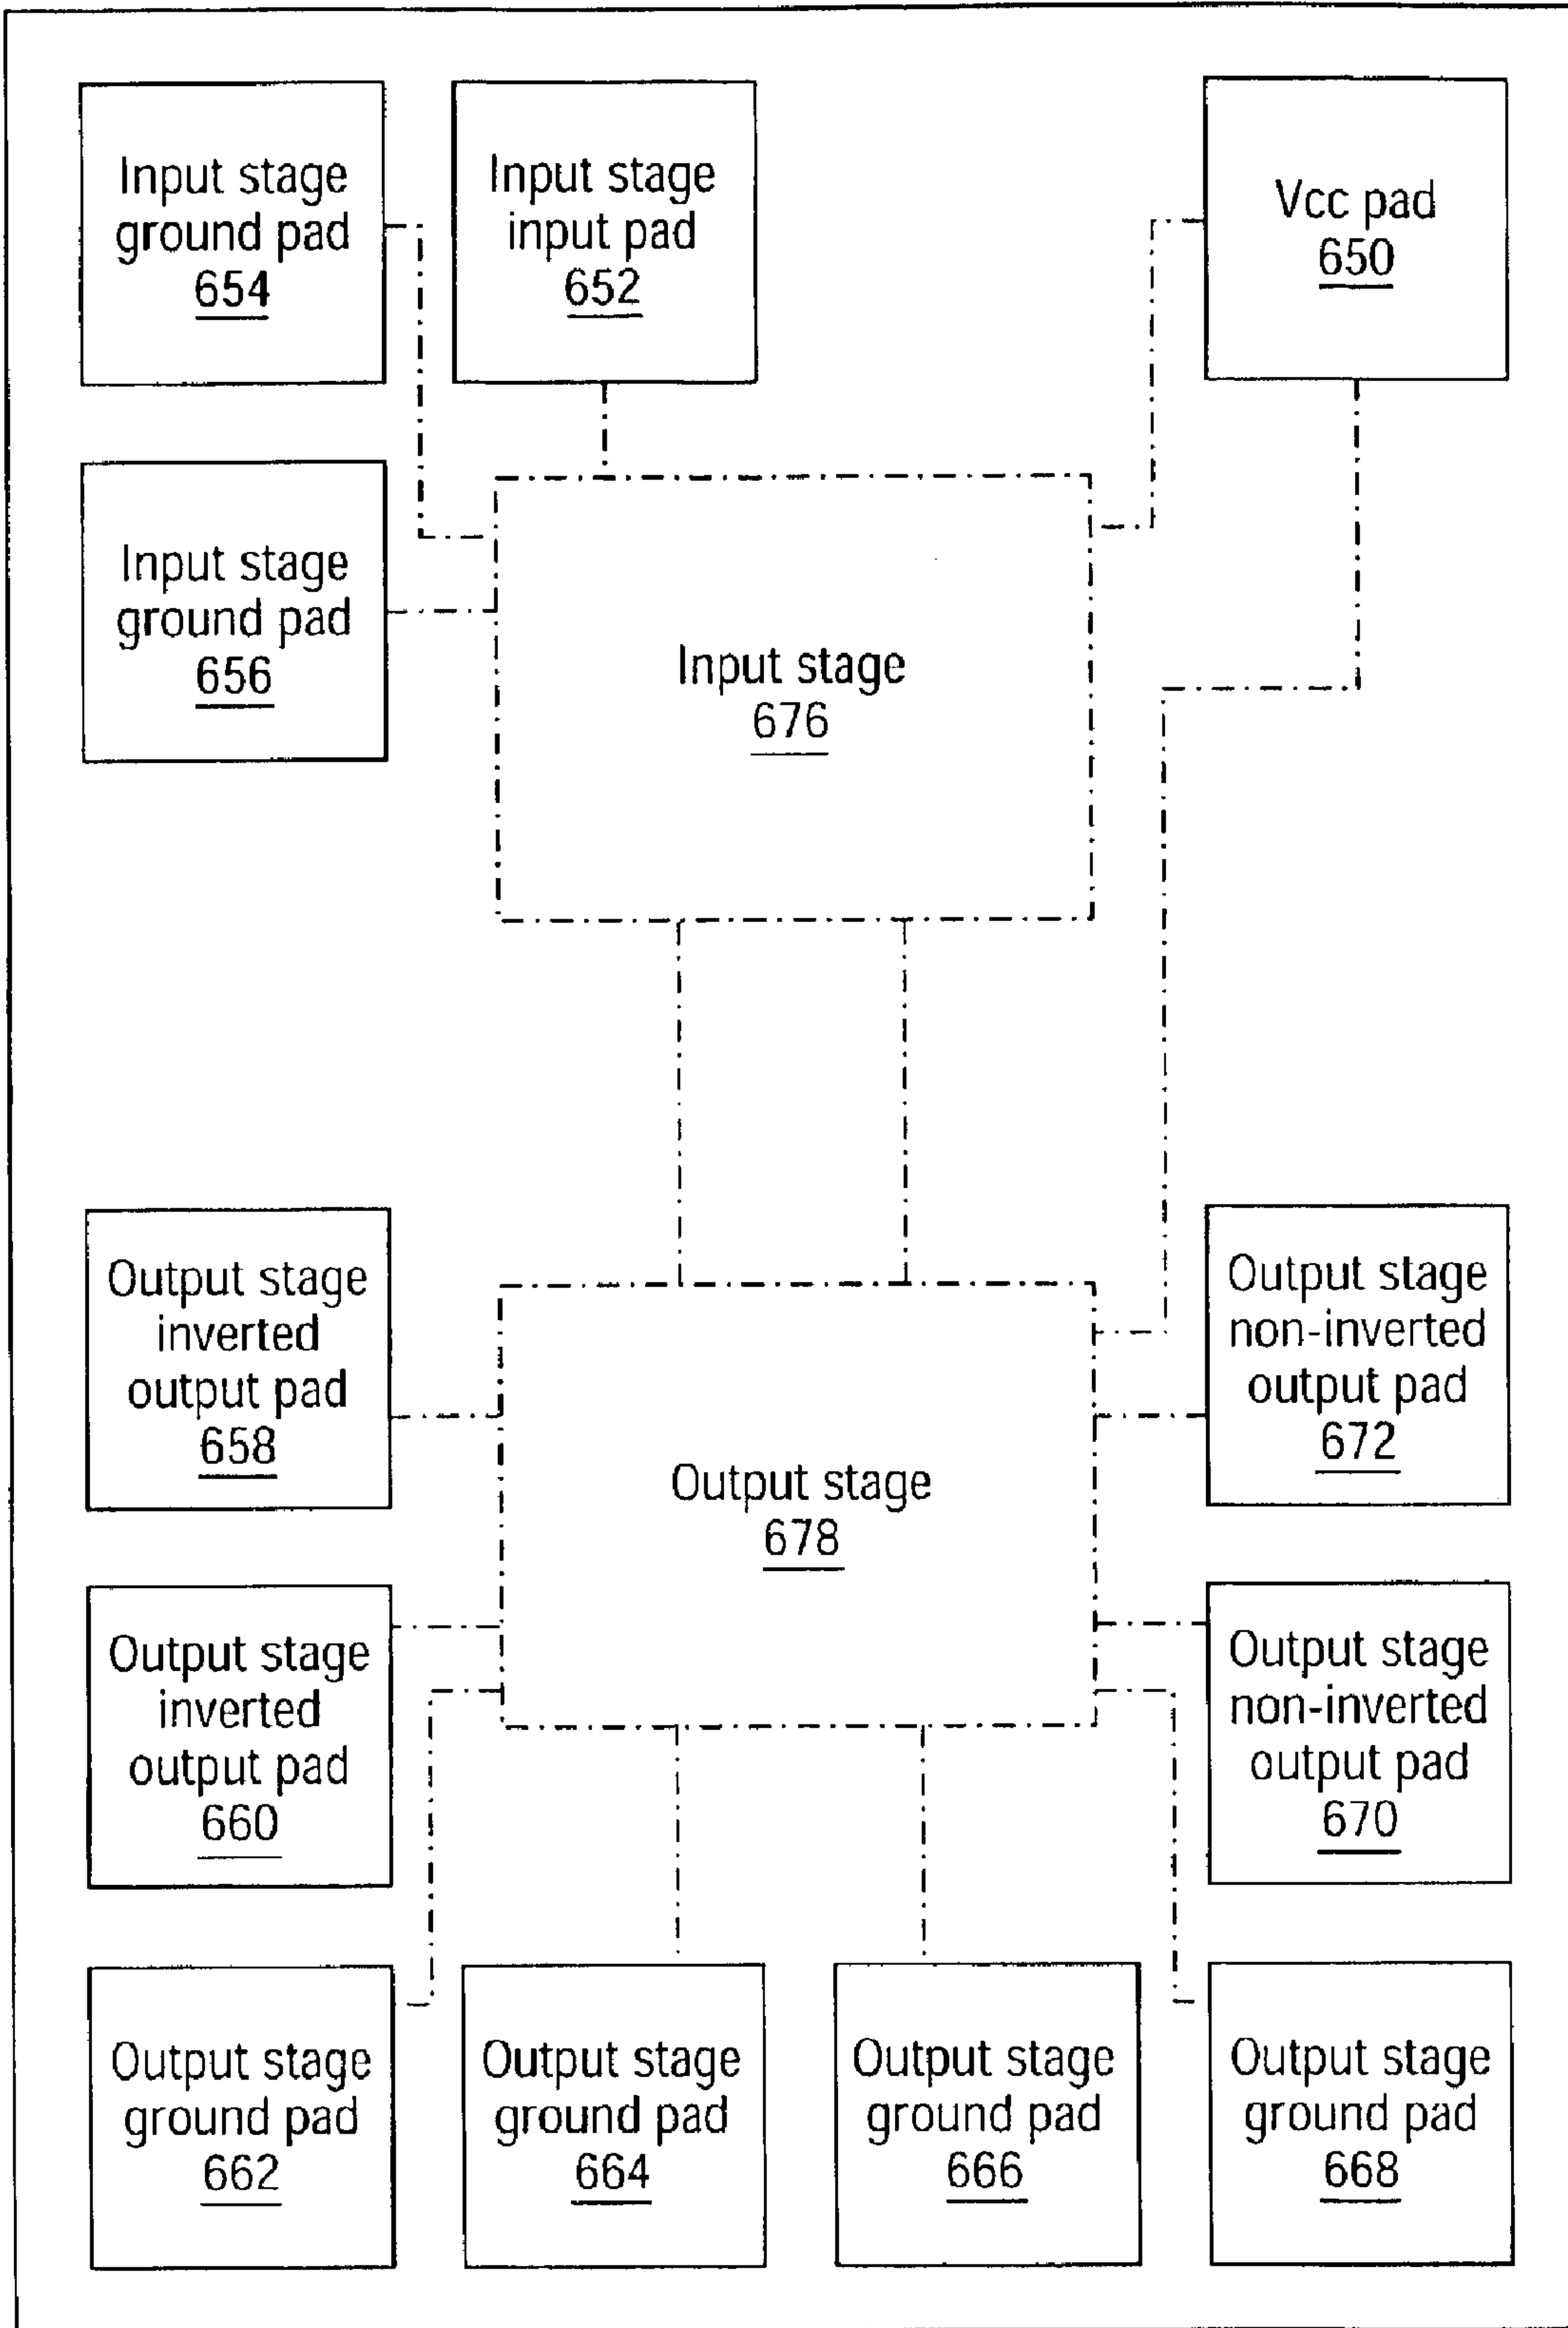 Input stage
ground pad
654
Input stage
input pad
652
Vcc pad
650
Input stage
ground pad
656
Input stage
676
Output stage
inverted
output pad
658
Output stage
non-inverted
output pad
672
Output stage
678
Output stage
inverted
output pad
660
Output stage
non-inverted
output pad
670
Output stage
ground pad
662
Output stage
ground pad
664
Output stage
ground pad
666
Output stage
ground pad
668